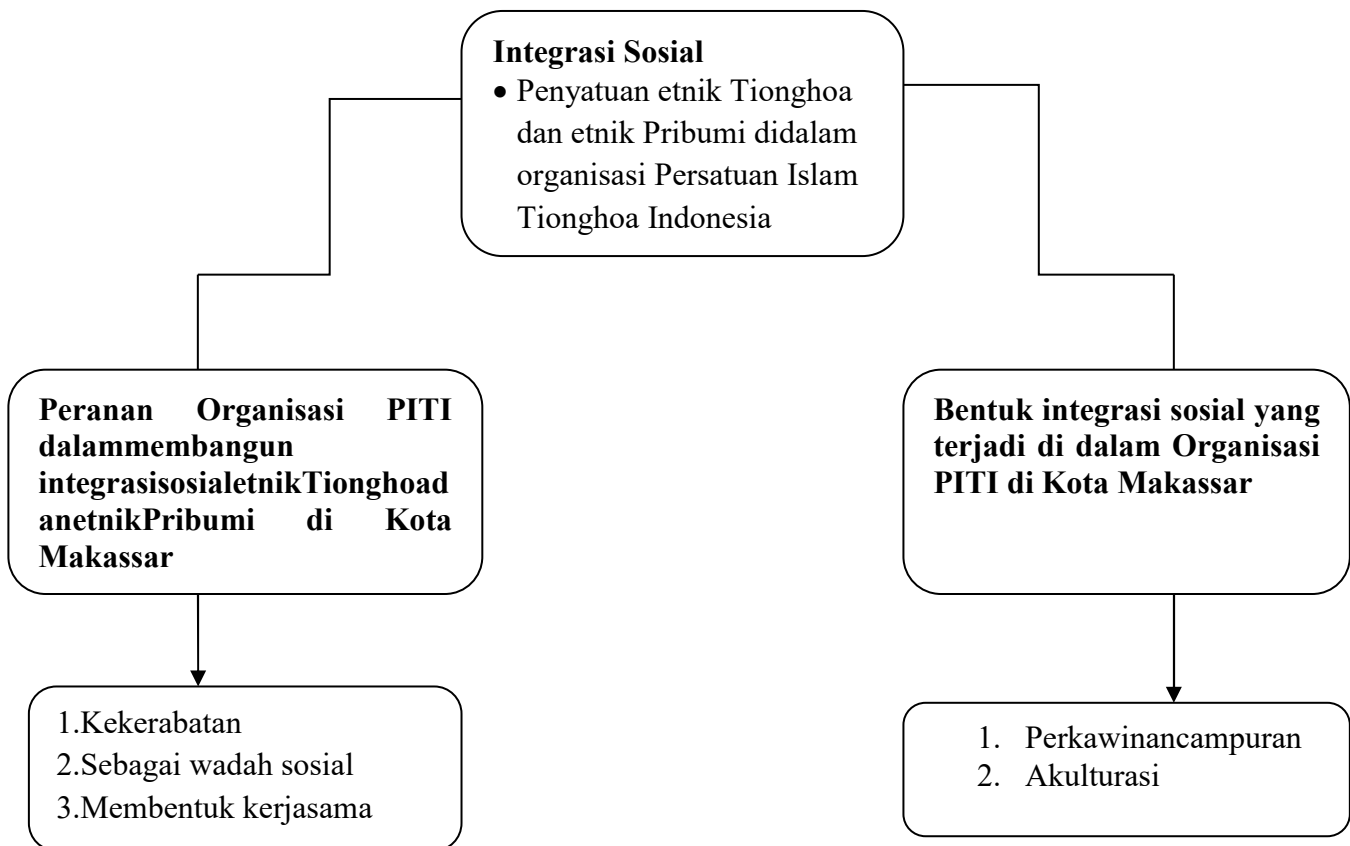 Integrasi Sosial
• Penyatuan etnik Tionghoa
dan etnik Pribumi didalam
organisasi Persatuan Islam
Tionghoa Indonesia
Peranan Organisasi PITI
dalammembangun
integrasisosialetnikTionghoad
anetnikPribumi di Kota
Makassar
Bentuk integrasi sosial yang
terjadi di dalam Organisasi
PITI di Kota Makassar
1.Kekerabatan
2.Sebagai wadah sosial
3.Membentuk kerjasama
1. Perkawinancampuran
2. Akulturasi